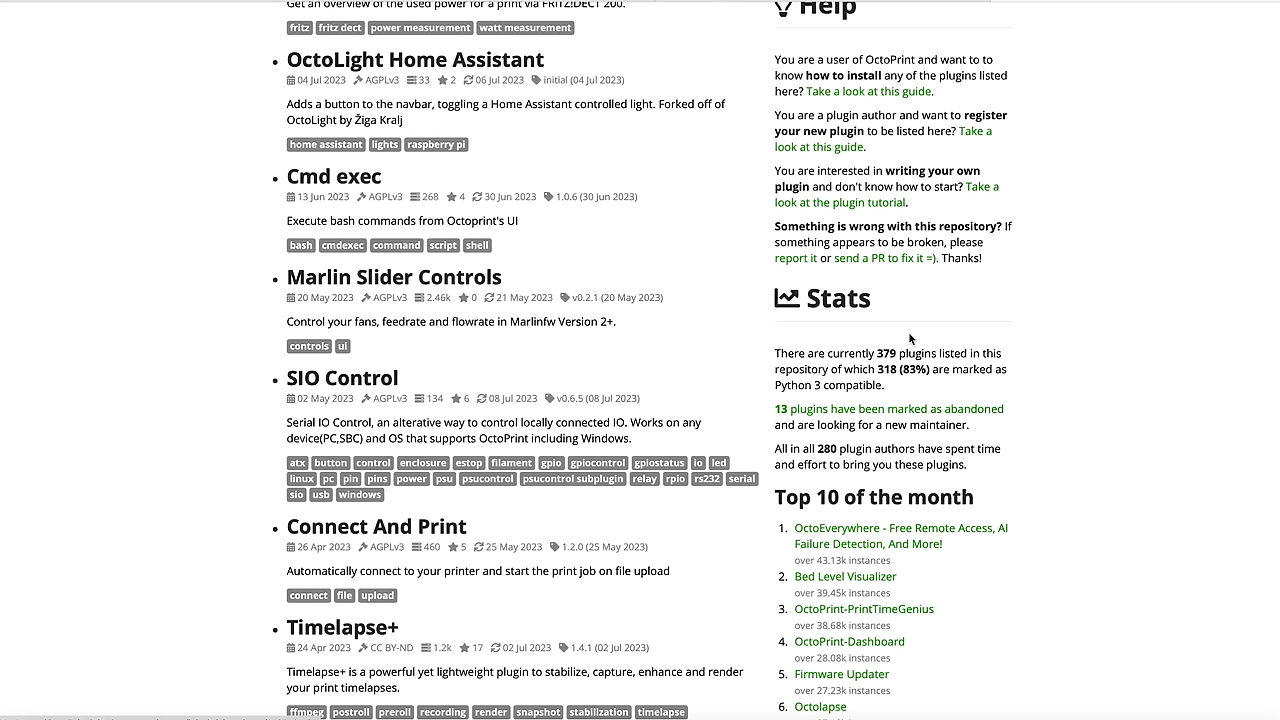 Get an overview of the used power for a print via FRITZ!DECT 200.
fritz fritz dect power measurement watt measurement
OctoLight Home Assistant
04 Jul 2023 AGPLv3 33 2 06 Jul 2023 initial (04 Jul 2023)
Adds a button to the navbar, toggling a Home Assistant controlled light. Forked off of
OctoLight by Žiga Kralj
home assistant lights raspberry pi
Cmd exec
13 Jun 2023 AGPLv3 268 4 30 Jun 2023 1.0.6 (30 Jun 2023)
Execute bash commands from Octoprint's UI
bash cmdexec command script shell
Marlin Slider Controls
20 May 2023 AGPLv3 2.46k 0 21 May 2023 v0.2.1 (20 May 2023)
Control your fans, feedrate and flowrate in Marlinfw Version 2+.
controls ui
SIO Control
02 May 2023 AGPLv3 134 6 08 Jul 2023 v0.6.5 (08 Jul 2023)
Serial IO Control, an alterative way to control locally connected IO. Works on any
device(PC,SBC) and OS that supports OctoPrint including Windows.
atx button control enclosure estop filament gpio gpiocontrol gpiostatus io led
linux pc pin pins power psu psucontrol psucontrol subplugin relay rpio rs232 serial
sio usb windows
Connect And Print
26 Apr 2023 AGPLv3 460 5 25 May 2023 1.2.0 (25 May 2023)
Automatically connect to your printer and start the print job on file upload
connect file upload
Timelapse+
24 Apr 2023 CC BY-ND 1.2k 17 02 Jul 2023 1.4.1 (02 Jul 2023)
Timelapse+ is a powerful yet lightweight plugin to stabilize, capture, enhance and render
your print timelapses.
ffmpeg postroll preroll recording render snapshot stabilization timelapse
Help
You are a user of OctoPrint and want to to
know how to install any of the plugins listed
here? Take a look at this guide.
You are a plugin author and want to register
your new plugin to be listed here? Take a
look at this guide.
You are interested in writing your own
plugin and don't know how to start? Take a
look at the plugin tutorial.
Something is wrong with this repository? If
something appears to be broken, please
report it or send a PR to fix it =). Thanks!
Stats
There are currently 379 plugins listed in this
repository of which 318 (83%) are marked as
Python 3 compatible.
13 plugins have been marked as abandoned
and are looking for a new maintainer.
All in all 280 plugin authors have spent time
and effort to bring you these plugins.
Top 10 of the month
1. OctoEverywhere - Free Remote Access, AI
Failure Detection, And More!
over 43.13k instances
2. Bed Level Visualizer
over 39.45k instances
3. OctoPrint-PrintTimeGenius
over 38.68k instances
4. OctoPrint-Dashboard
over 28.08k instances
5. Firmware Updater
over 27.23k instances
6. Octolapse